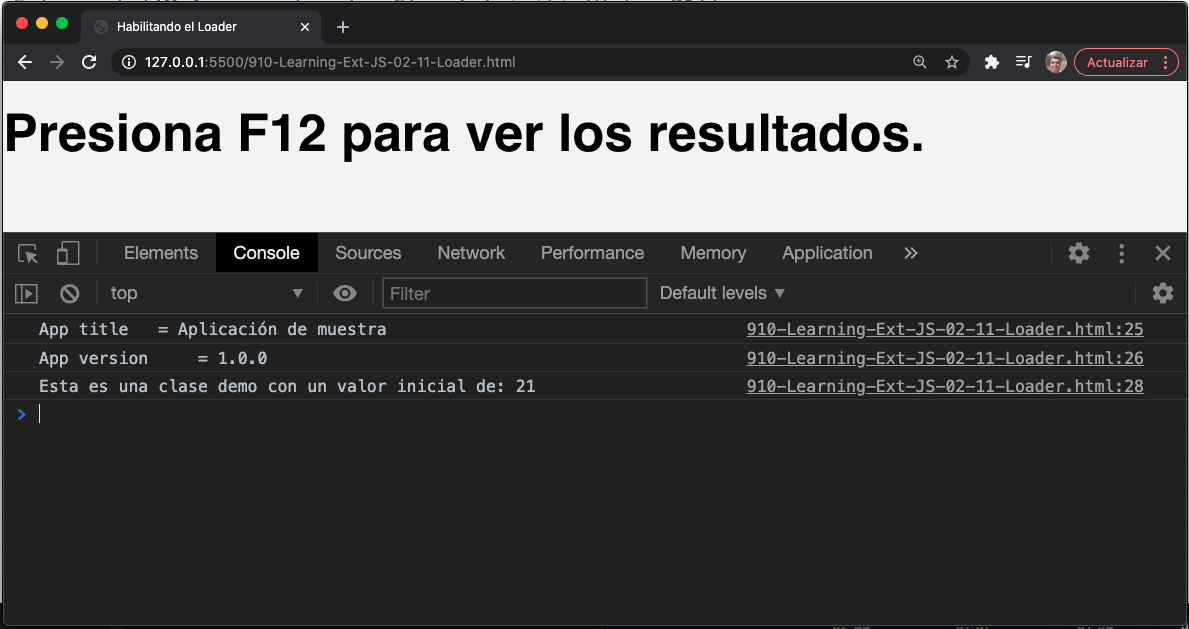 Habilitando el Loader
127.0.0.1:5500/910-Learning-Ext-JS-02-11-Loader.html
Actualizar
Presiona F12 para ver los resultados.
Elements Console Sources Network Performance Memory Application
top Filter Default levels
App title = Aplicación de muestra 910-Learning-Ext-JS-02-11-Loader.html:25
App version = 1.0.0 910-Learning-Ext-JS-02-11-Loader.html:26
Esta es una clase demo con un valor inicial de: 21 910-Learning-Ext-JS-02-11-Loader.html:28